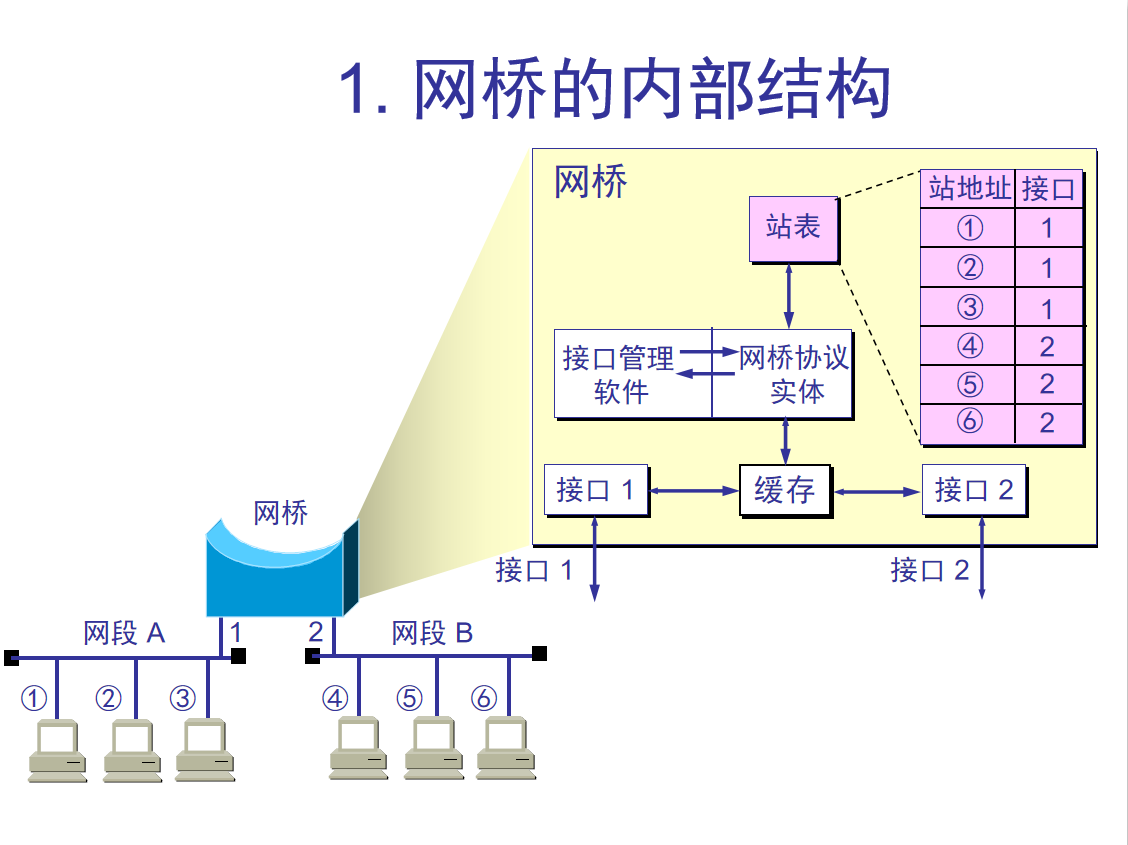 1. 网桥的内部结构
网桥
站表
站地址 接口
① 1
② 1
③ 1
④ 2
⑤ 2
⑥ 2
接口管理
软件
网桥协议
实体
接口 1
缓存
接口 2
接口 1
接口 2
网桥
网段 A
1
2
网段 B
① ② ③ ④ ⑤ ⑥